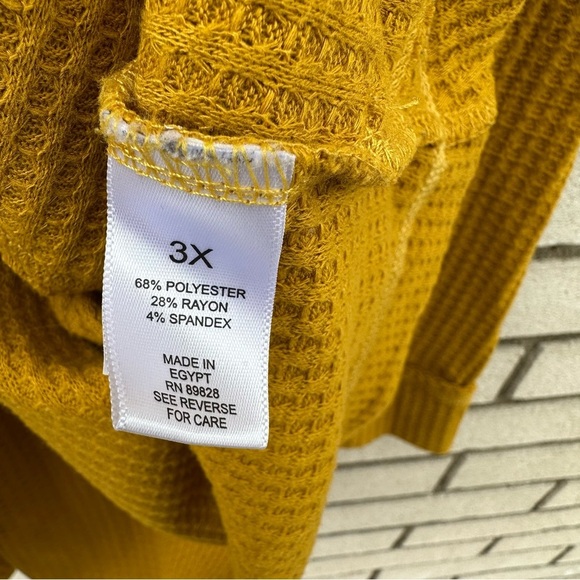 3X
68% POLYESTER
28% RAYON
4% SPANDEX
MADE IN
EGYPT
RN 89828
SEE REVERSE
FOR CARE